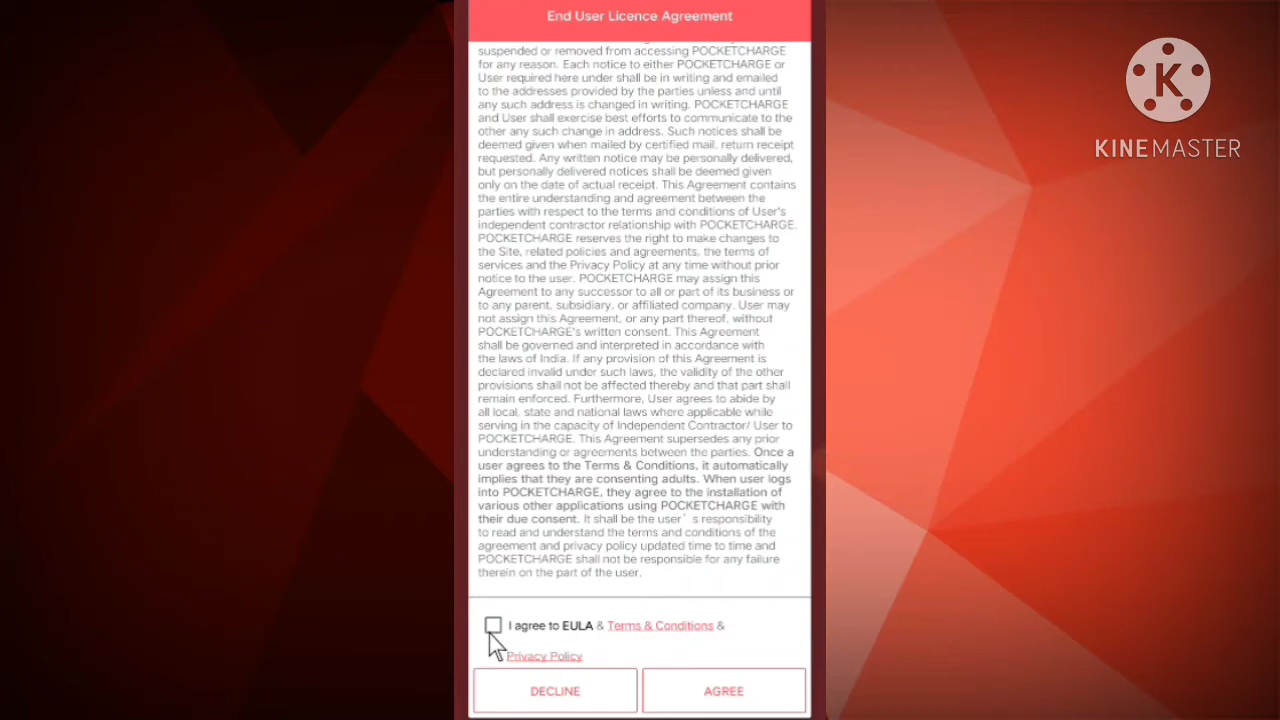 End User Licence Agreement
suspended or removed from accessing POCKETCHARGE
for any reason. Each notice to either POCKETCHARGE or
User required here under shall be in writing and emailed
to the addresses provided by the parties unless and until
any such address is changed in writing. POCKETCHARGE
and User shall exercise best efforts to communicate to the
other any such change in address. Such notices shall be
deemed given when mailed by certified mail, return receipt
requested. Any written notice may be personally delivered,
but personally delivered notices shall be deemed given
only on the date of actual receipt. This Agreement contains
the entire understanding and agreement between the
parties with respect to the terms and conditions of User's
independent contractor relationship with POCKETCHARGE.
POCKETCHARGE reserves the right to make changes to
the Site, related policies and agreements, the terms of
services and the Privacy Policy at any time without prior
notice to the user. POCKETCHARGE may assign this
Agreement to any successor to all or part of its business or
to any parent, subsidiary, or affiliated company. User may
not assign this Agreement, or any part thereof, without
POCKETCHARGE's written consent. This Agreement
shall be governed and interpreted in accordance with
the laws of India. If any provision of this Agreement is
declared invalid under such laws, the validity of the other
provisions shall not be affected thereby and that part shall
remain enforced. Furthermore, User agrees to abide by
all local, state and national laws where applicable while
serving in the capacity of Independent Contractor/ User to
POCKETCHARGE. This Agreement supersedes any prior
understanding or agreements between the parties. Once a
user agrees to the Terms & Conditions, it automatically
implies that they are consenting adults. When user logs
into POCKETCHARGE, they agree to the installation of
various other applications using POCKETCHARGE with
their due consent. It shall be the user´s responsibility
to read and understand the terms and conditions of the
agreement and privacy policy updated time to time and
POCKETCHARGE shall not be responsible for any failure
therein on the part of the user.
I agree to EULA & Terms & Conditions &
Privacy Policy
DECLINE AGREE
K
KINEMASTER